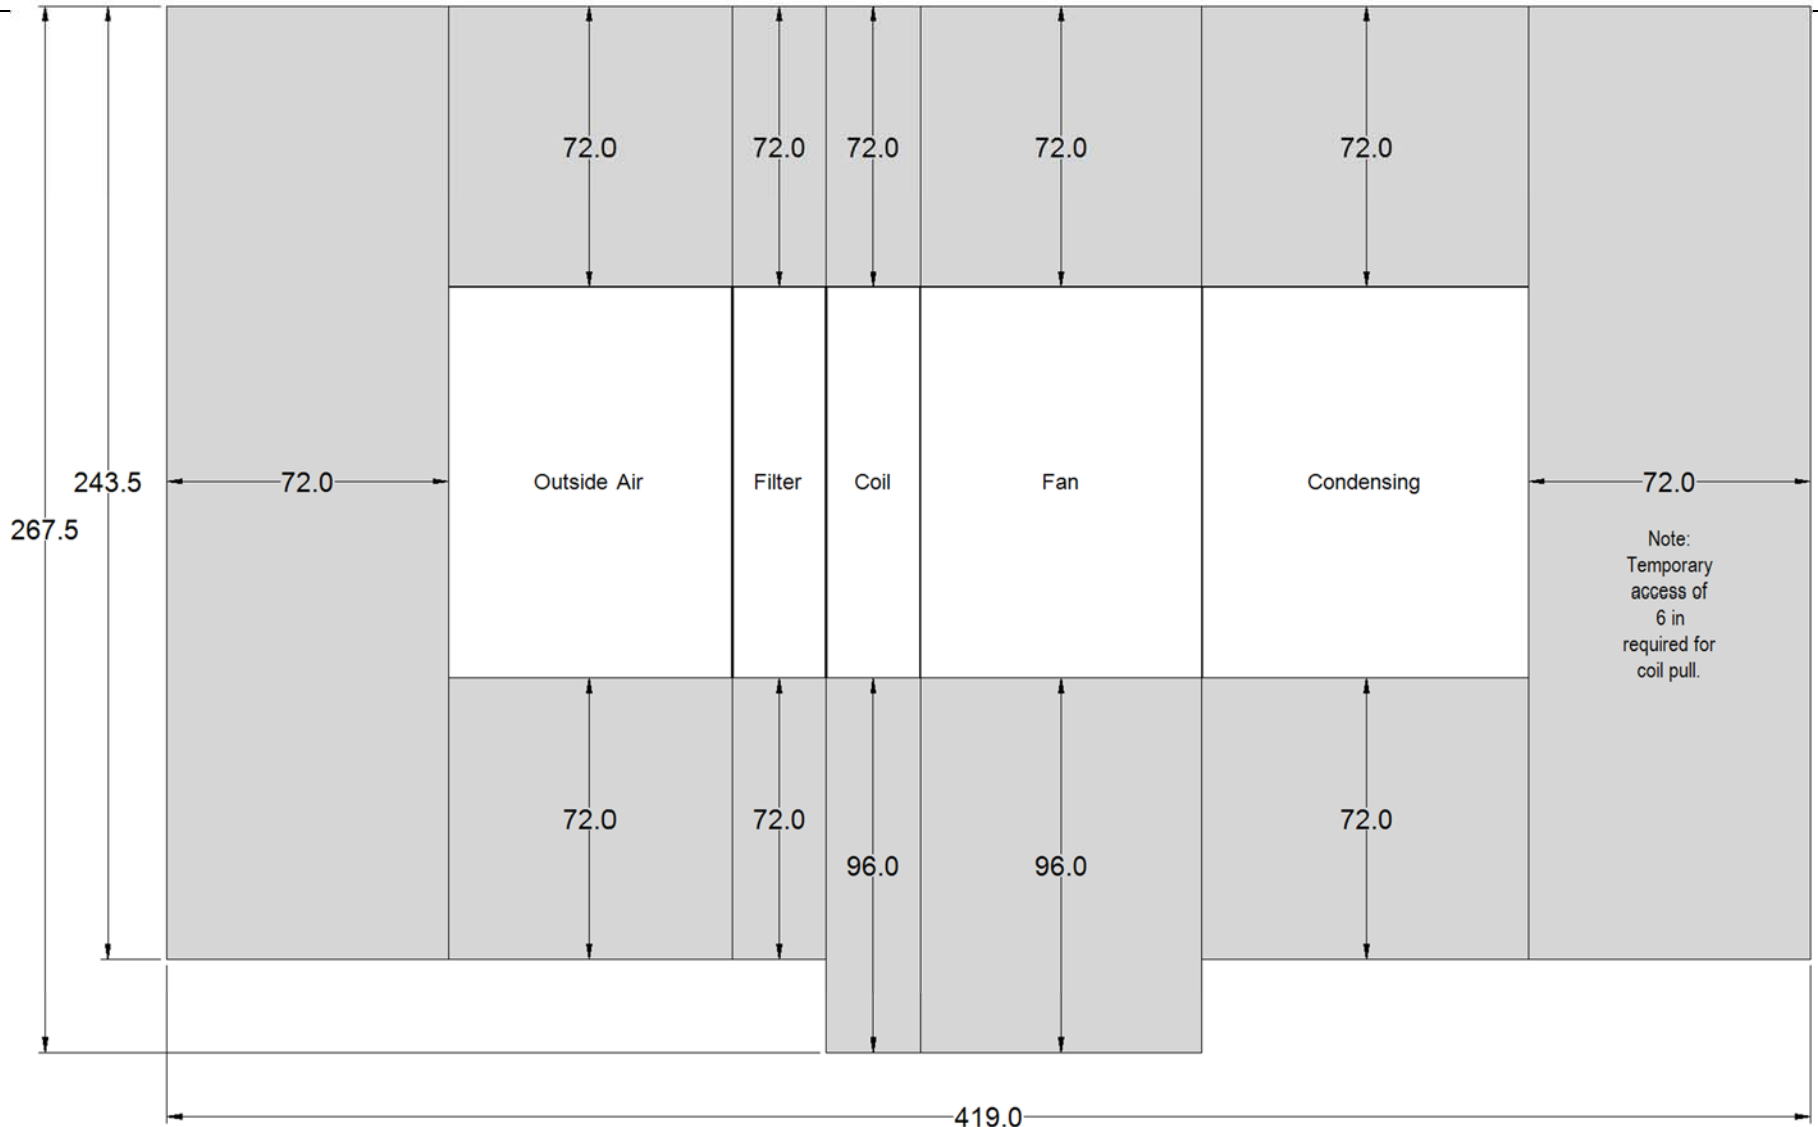 72.0
72.0
72.0
72.0
72.0
243.5
72.0
Outside Air
Filter
Coil
Fan
Condensing
72.0
267.5
Note:
Temporary
access of
6 in
required for
coil pull.
72.0
72.0
72.0
96.0
96.0
419.0